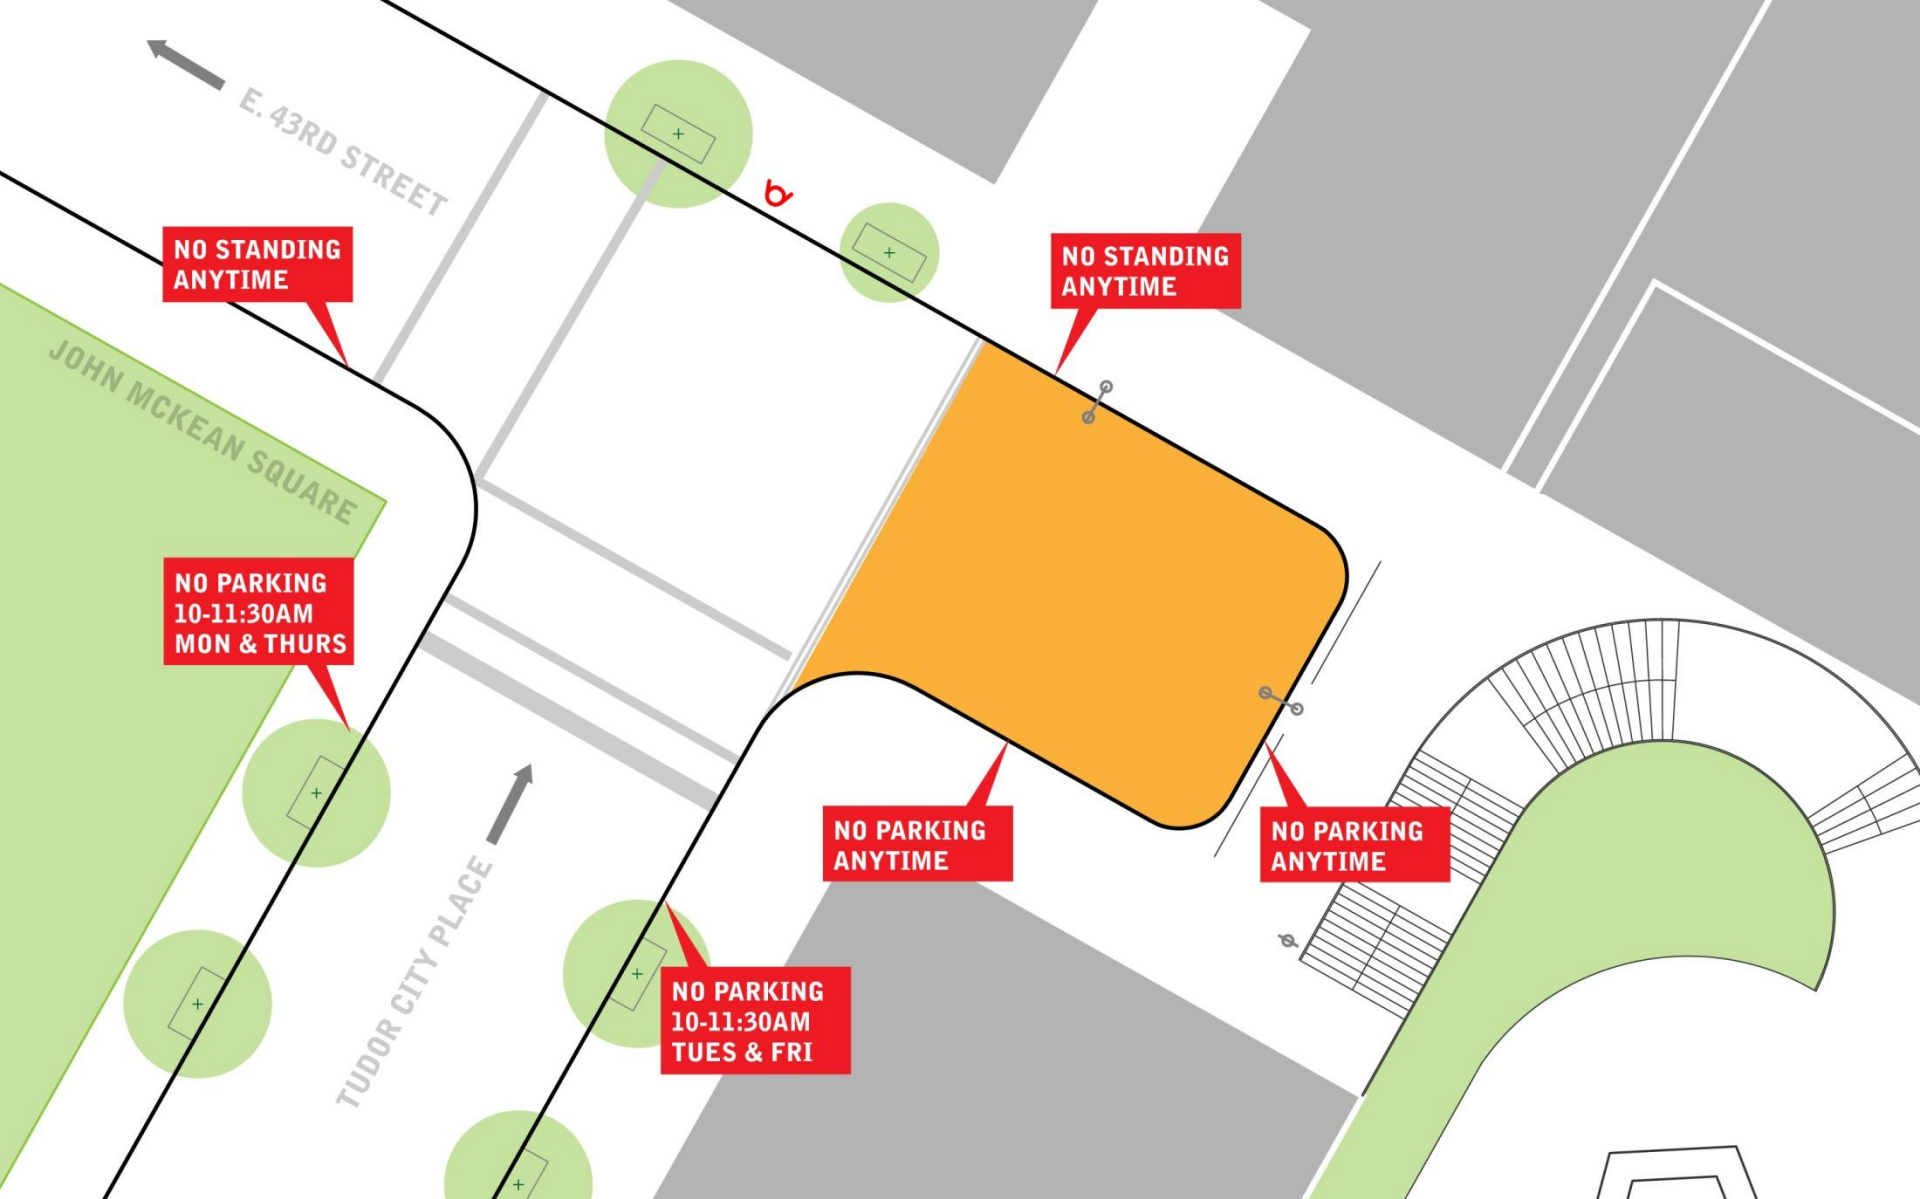 E. 43RD STREET
NO STANDING
ANYTIME
NO STANDING
ANYTIME
JOHN MCKEAN SQUARE
NO PARKING
10-11:30AM
MON & THURS
NO PARKING
ANYTIME
NO PARKING
ANYTIME
TUDOR CITY PLACE
NO PARKING
10-11:30AM
TUES & FRI